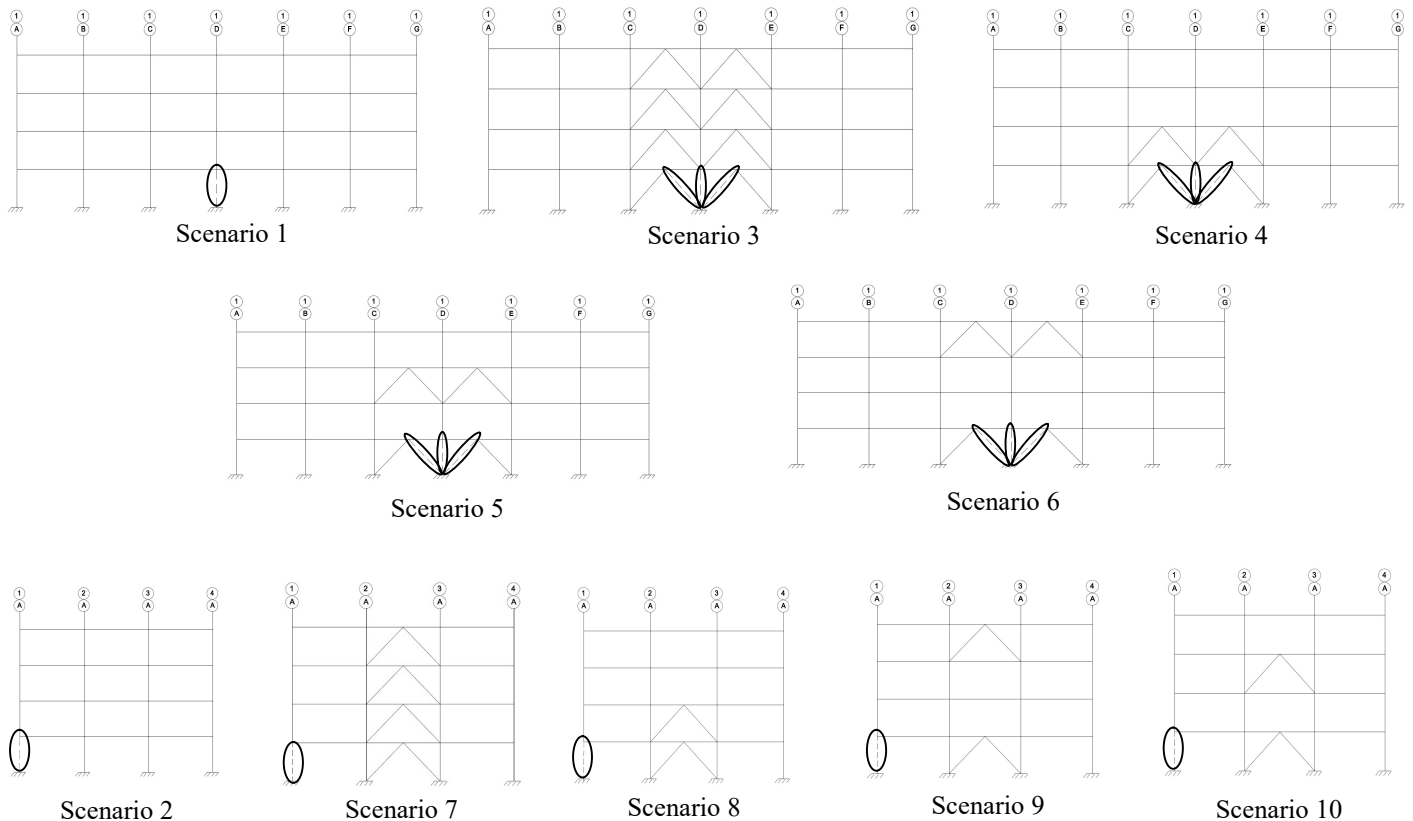 1 1 1 1 1 1 1
A B C D E F G
1 1 1 1 1 1 1
A B C D E F G
1 1 1 1 1 1 1
A B C D E F G
Scenario 1
Scenario 3
Scenario 4
1 1 1 1 1 1 1
A B C D E F G
1 1 1 1 1 1 1
A B C D E F G
Scenario 5
Scenario 6
1 2 3 4
A A A A
1 2 3 4
A A A A
1 2 3 4
A A A A
1 2 3 4
A A A A
1 2 3 4
A A A A
Scenario 2
Scenario 7
Scenario 8
Scenario 9
Scenario 10